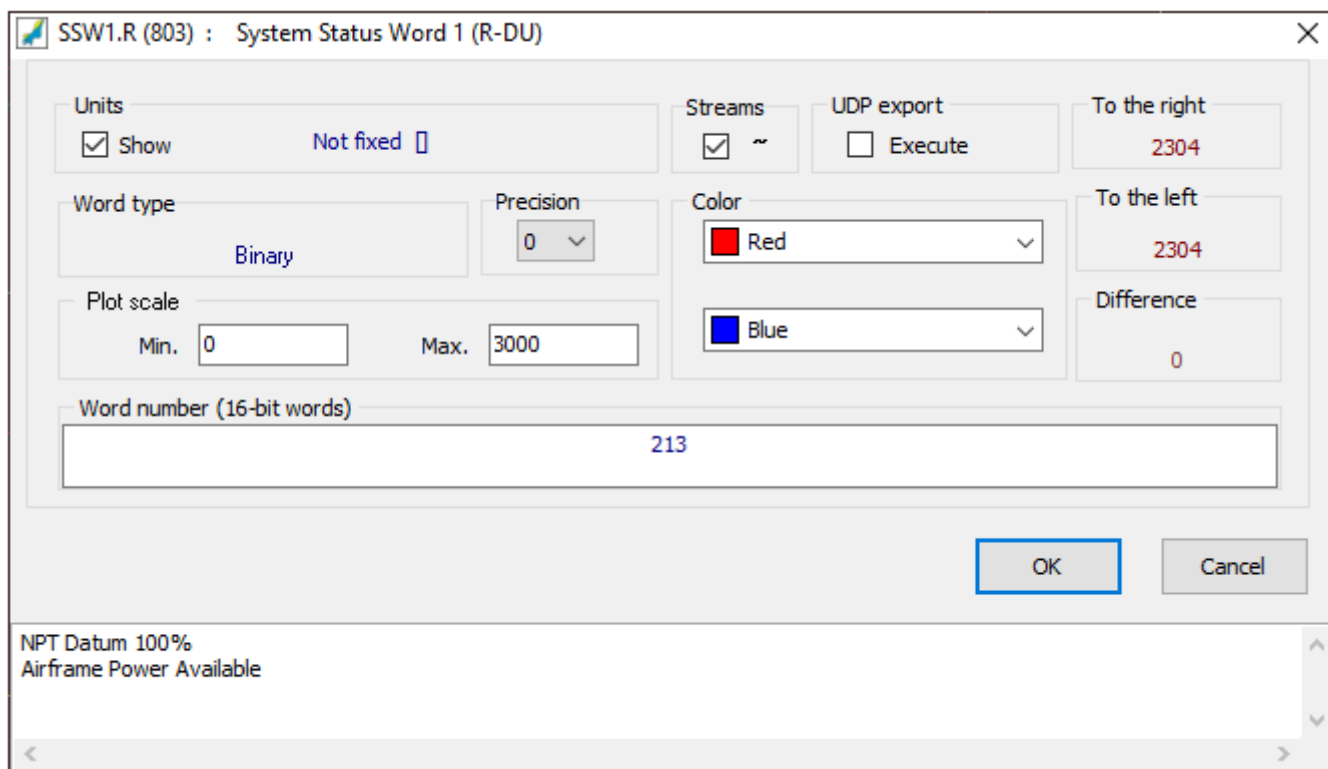 SSW1.R (803) : System Status Word 1 (R-DU)
Units
Show
Not fixed []
Streams
~
UDP export
Execute
To the right
2304
Word type
Binary
Precision
0
Color
Red
Blue
To the left
2304
Plot scale
Min. 0
Max. 3000
Difference
0
Word number (16-bit words)
213
OK
Cancel
NPT Datum 100%
Airframe Power Available